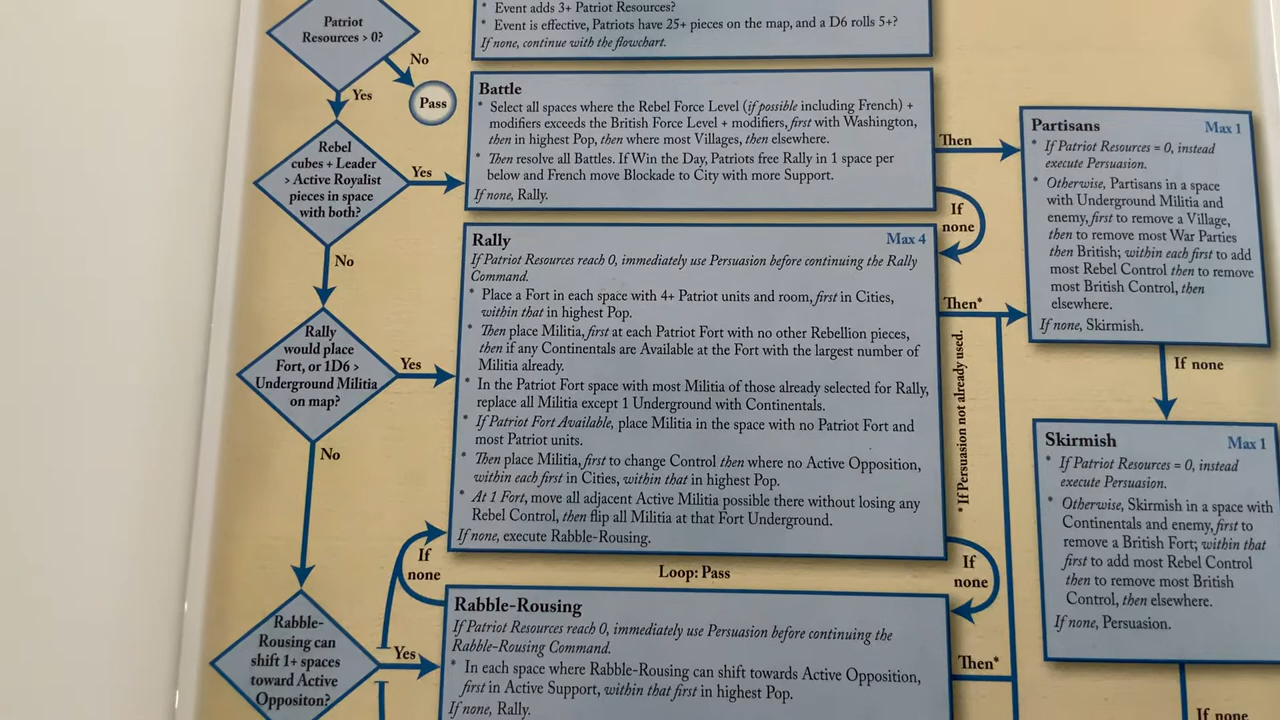 Patriot
Resources > 0?
No
Pass
Yes
* Event adds 3+ Patriot Resources?
* Event is effective, Patriots have 25+ pieces on the map, and a D6 rolls 5+?
If none, continue with the flowchart.
Rebel
cubes + Leader
> Active Royalist
pieces in space
with both?
Yes
No
Battle
* Select all spaces where the Rebel Force Level (if possible including French) +
modifiers exceeds the British Force Level + modifiers, first with Washington,
then in highest Pop, then where most Villages, then elsewhere.
* Then resolve all Battles. If Win the Day, Patriots free Rally in 1 space per
below and French move Blockade to City with more Support.
If none, Rally.
Then
If
none
Partisans Max 1
* If Patriot Resources = 0, instead
execute Persuasion.
* Otherwise, Partisans in a space
with Underground Militia and
enemy, first to remove a Village,
then to remove most War Parties
then British; within each first to add
most Rebel Control then to remove
most British Control, then
elsewhere.
If none, Skirmish.
If none
Rally
would place
Fort, or 1D6 >
Underground Militia
on map?
Yes
No
Rally Max 4
If Patriot Resources reach 0, immediately use Persuasion before continuing the Rally
Command.
* Place a Fort in each space with 4+ Patriot units and room, first in Cities,
within that in highest Pop.
* Then place Militia, first at each Patriot Fort with no other Rebellion pieces,
then if any Continentals are Available at the Fort with the largest number of
Militia already.
* In the Patriot Fort space with most Militia of those already selected for Rally,
replace all Militia except 1 Underground with Continentals.
* If Patriot Fort Available, place Militia in the space with no Patriot Fort and
most Patriot units.
* Then place Militia, first to change Control then where no Active Opposition,
within each first in Cities, within that in highest Pop.
* At 1 Fort, move all adjacent Active Militia possible there without losing any
Rebel Control, then flip all Militia at that Fort Underground.
If none, execute Rabble-Rousing.
Then*
* If Persuasion not already used.
If
none
Skirmish Max 1
* If Patriot Resources = 0, instead
execute Persuasion.
* Otherwise, Skirmish in a space with
Continentals and enemy, first to
remove a British Fort; within that
first to add most Rebel Control
then to remove most British
Control, then elsewhere.
If none, Persuasion.
If none
If
none
Loop: Pass
Rabble-
Rousing can
shift 1+ spaces
toward Active
Oppositon?
Yes
Rabble-Rousing
If Patriot Resources reach 0, immediately use Persuasion before continuing the
Rabble-Rousing Command.
* In each space where Rabble-Rousing can shift towards Active Opposition,
first in Active Support, within that first in highest Pop.
If none, Rally.
Then*